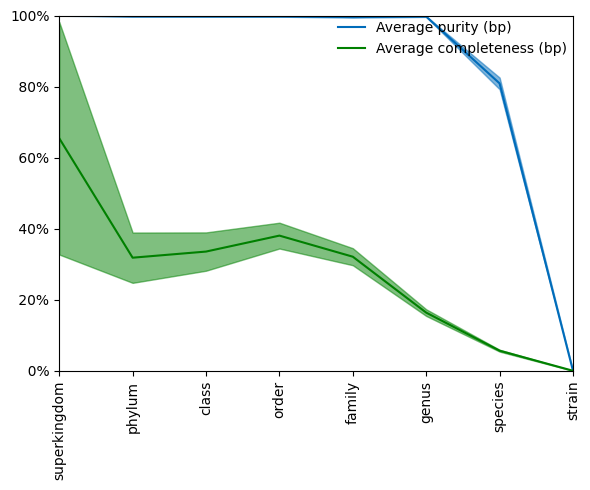 100%
80%
60%
40%
20%
0%
Average purity (bp)
Average completeness (bp)
superkingdom
phylum
class
order
family
genus
species
strain